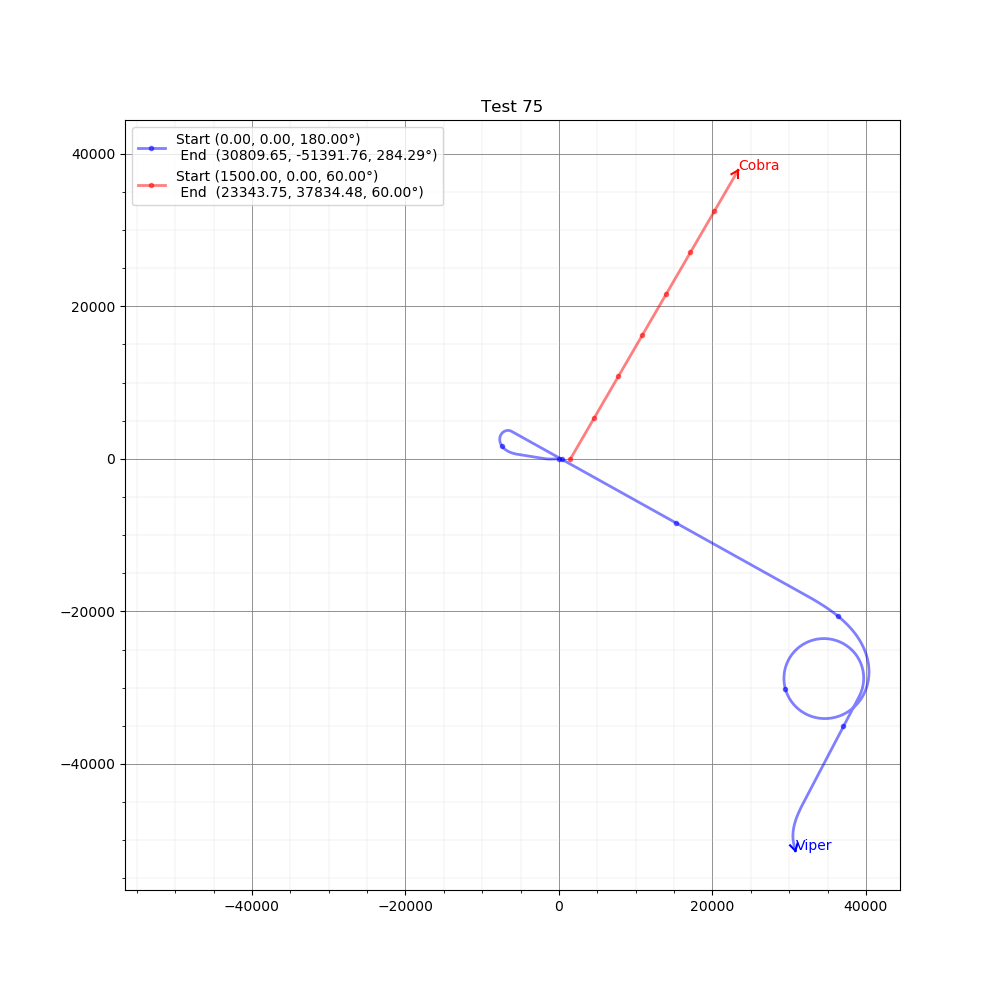 Test 75
Start (0.00, 0.00, 180.00°)
End (30809.65, -51391.76, 284.29°)
Start (1500.00, 0.00, 60.00°)
End (23343.75, 37834.48, 60.00°)
Cobra
Viper
40000
20000
0
−20000
−40000
−40000
−20000
0
20000
40000